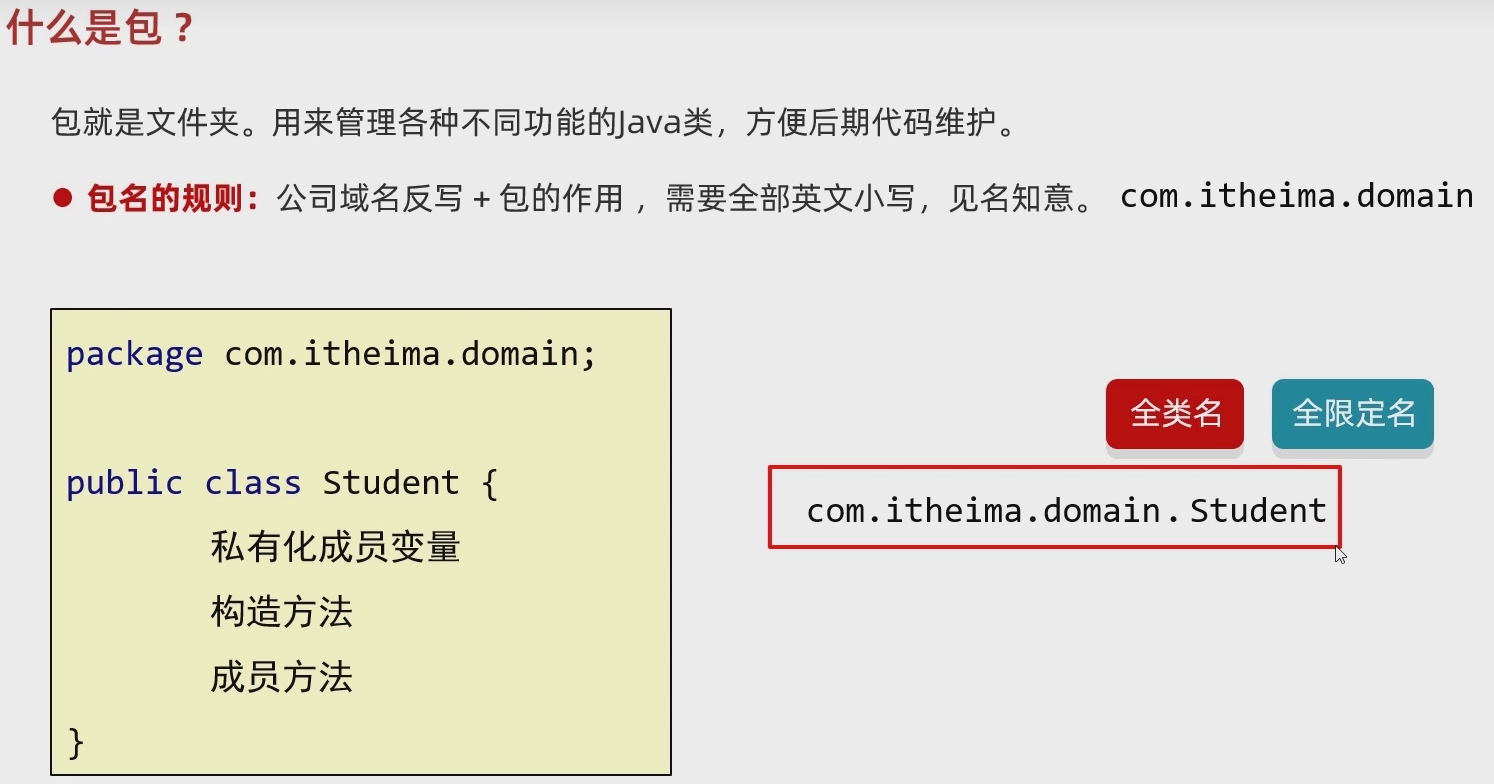 什么是包？
包就是文件夹。用来管理各种不同功能的Java类，方便后期代码维护。
● 包名的规则：公司域名反写 + 包的作用 ，需要全部英文小写，见名知意。 com.itheima.domain
package com.itheima.domain;
public class Student {
私有化成员变量
构造方法
成员方法
}
全类名 全限定名
com.itheima.domain.Student